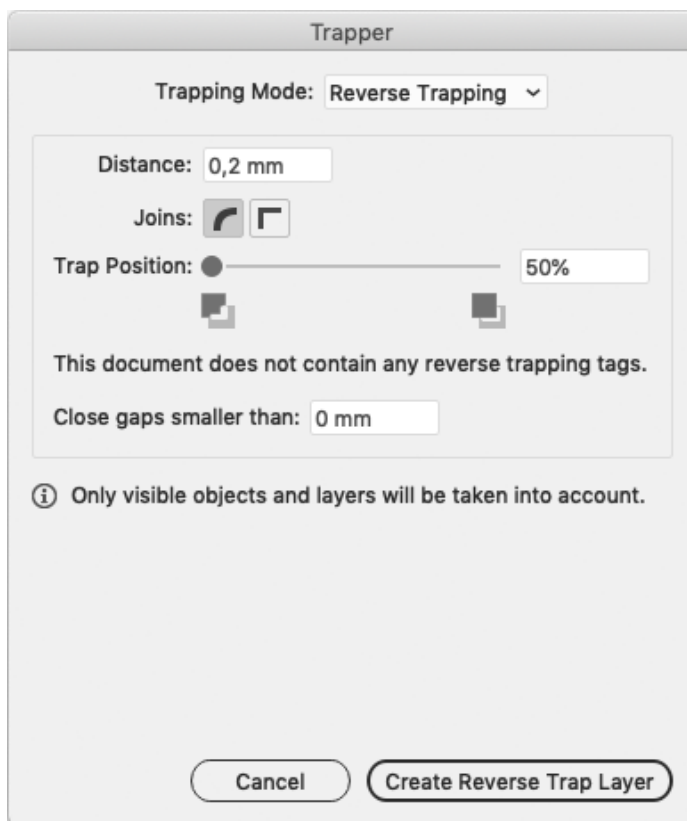 Trapper
Trapping Mode: Reverse Trapping
Distance: 0,2 mm
Joins:
Trap Position: 50%
This document does not contain any reverse trapping tags.
Close gaps smaller than: 0 mm
Only visible objects and layers will be taken into account.
Cancel Create Reverse Trap Layer